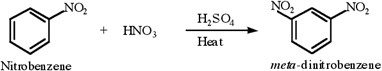 NO₂
+ HNO₃
H₂SO₄
Heat
NO₂ NO₂
Nitrobenzene
meta-dinitrobenzene